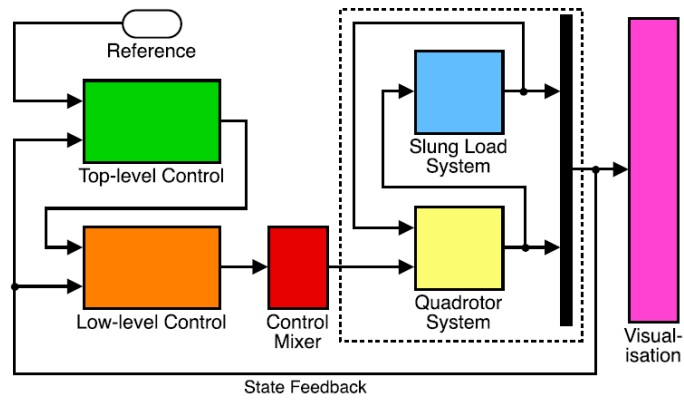 Reference
Top-level Control
Slung Load
System
Low-level Control
Control
Mixer
Quadrotor
System
Visual-
isation
State Feedback